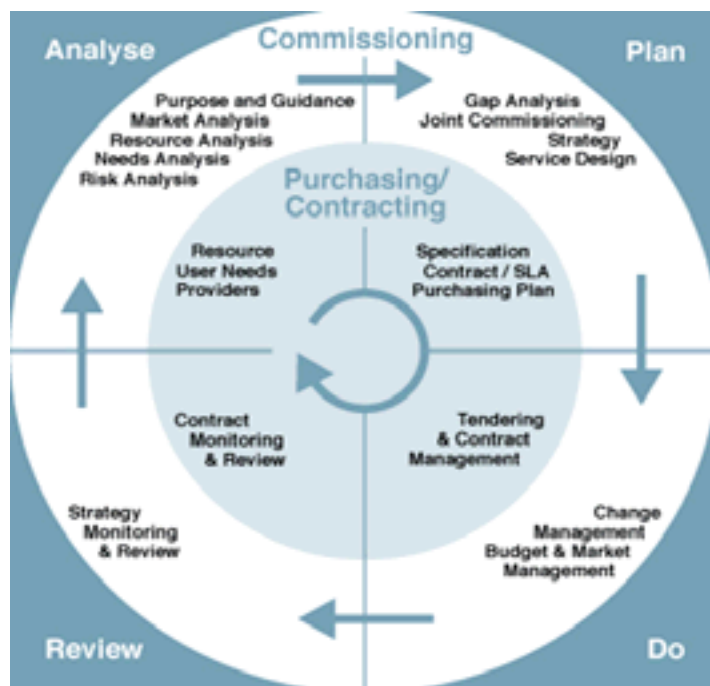 Analyse
Commissioning
Plan
Purpose and Guidance
Market Analysis
Resource Analysis
Needs Analysis
Risk Analysis
Gap Analysis
Joint Commissioning
Strategy
Service Design
Purchasing/
Contracting
Resource
User Needs
Providers
Specification
Contract / SLA
Purchasing Plan
Contract
Monitoring
& Review
Tendering
& Contract
Management
Strategy
Monitoring
& Review
Change
Management
Budget & Market
Management
Review
Do